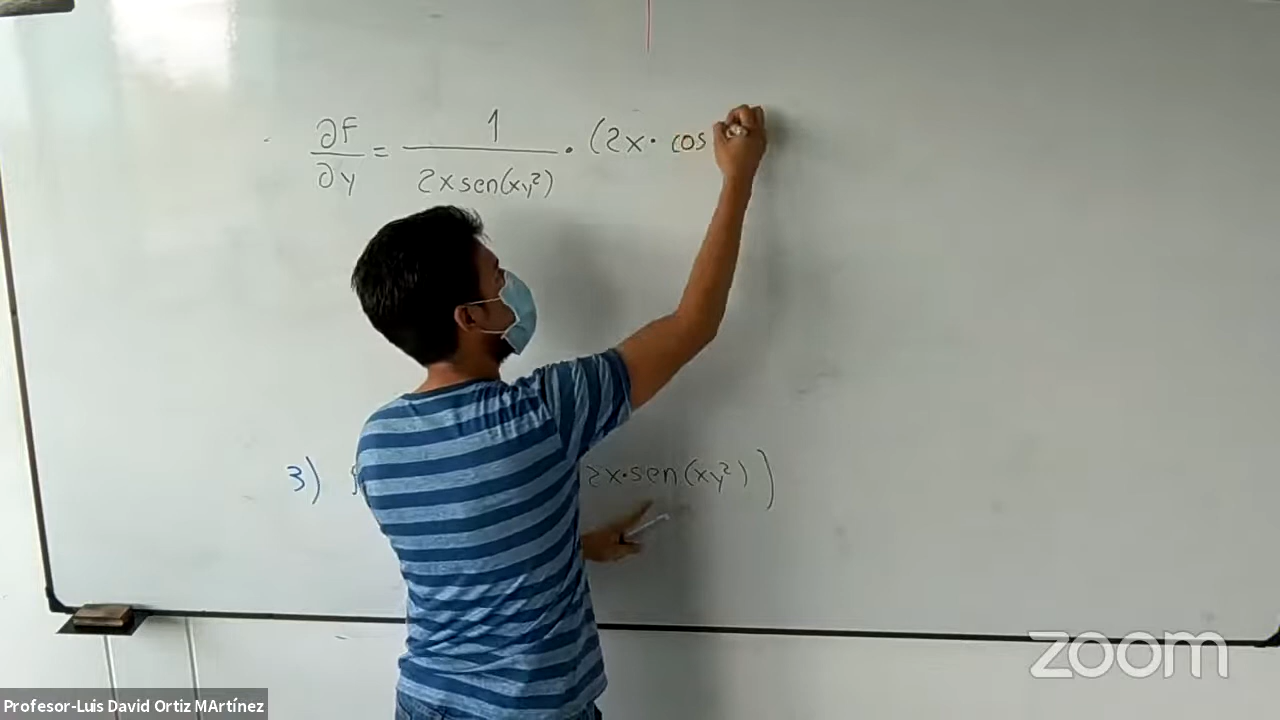 ∂F/∂y = 1/(2x sen(xy²)) · (2x · cos
3) 2x·sen(xy²))
zoom
Profesor-Luis David Ortiz MArtínez